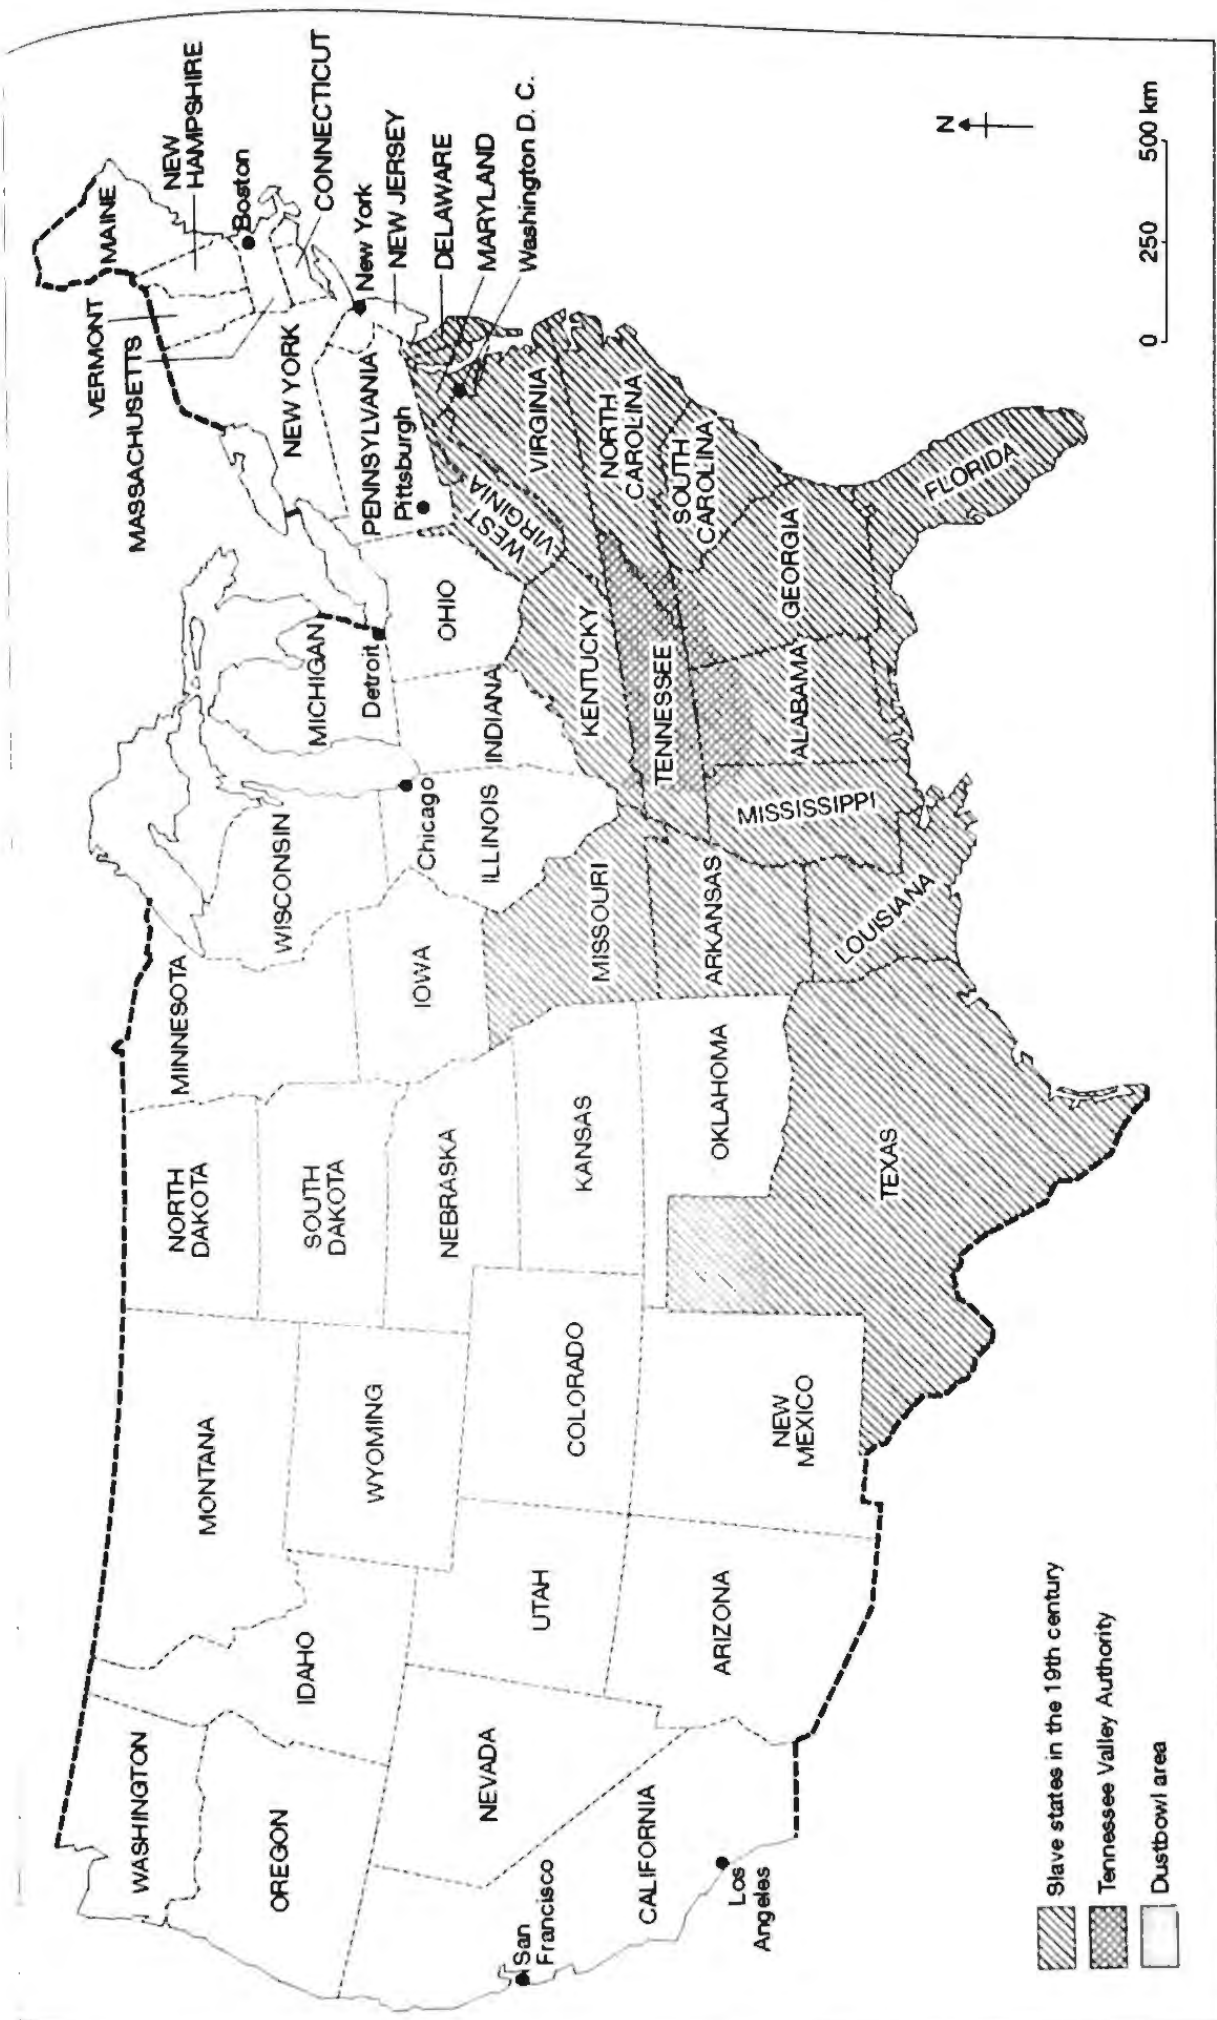 WASHINGTON
OREGON
IDAHO
MONTANA
WYOMING
NEVADA
UTAH
COLORADO
CALIFORNIA
ARIZONA
NEW
MEXICO
San
Francisco
Los
Angeles
NORTH
DAKOTA
SOUTH
DAKOTA
NEBRASKA
KANSAS
OKLAHOMA
TEXAS
MINNESOTA
IOWA
MISSOURI
ARKANSAS
LOUISIANA
WISCONSIN
Chicago
ILLINOIS
MICHIGAN
Detroit
INDIANA
OHIO
KENTUCKY
TENNESSEE
MISSISSIPPI
ALABAMA
GEORGIA
FLORIDA
SOUTH
CAROLINA
NORTH
CAROLINA
VIRGINIA
WEST
VIRGINIA
PENNSYLVANIA
Pittsburgh
NEW YORK
MASSACHUSETTS
VERMONT
MAINE
NEW
HAMPSHIRE
Boston
CONNECTICUT
New York
NEW JERSEY
DELAWARE
MARYLAND
Washington D. C.
N
0 250 500 km
Slave states in the 19th century
Tennessee Valley Authority
Dustbowl area